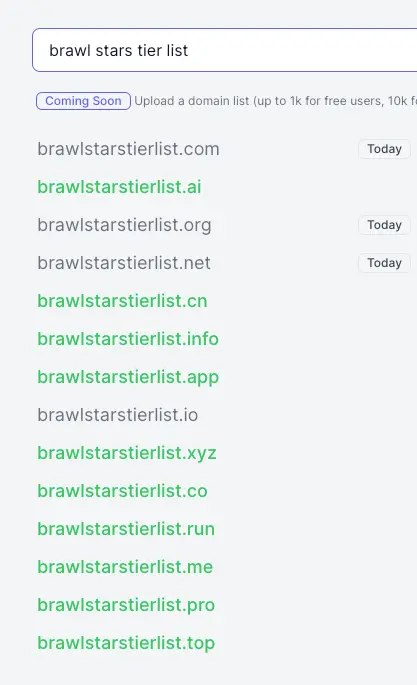 brawl stars tier list
Coming Soon Upload a domain list (up to 1k for free users, 10k
brawlstarstierlist.com Today
brawlstarstierlist.ai
brawlstarstierlist.org Today
brawlstarstierlist.net Today
brawlstarstierlist.cn
brawlstarstierlist.info
brawlstarstierlist.app
brawlstarstierlist.io
brawlstarstierlist.xyz
brawlstarstierlist.co
brawlstarstierlist.run
brawlstarstierlist.me
brawlstarstierlist.pro
brawlstarstierlist.top